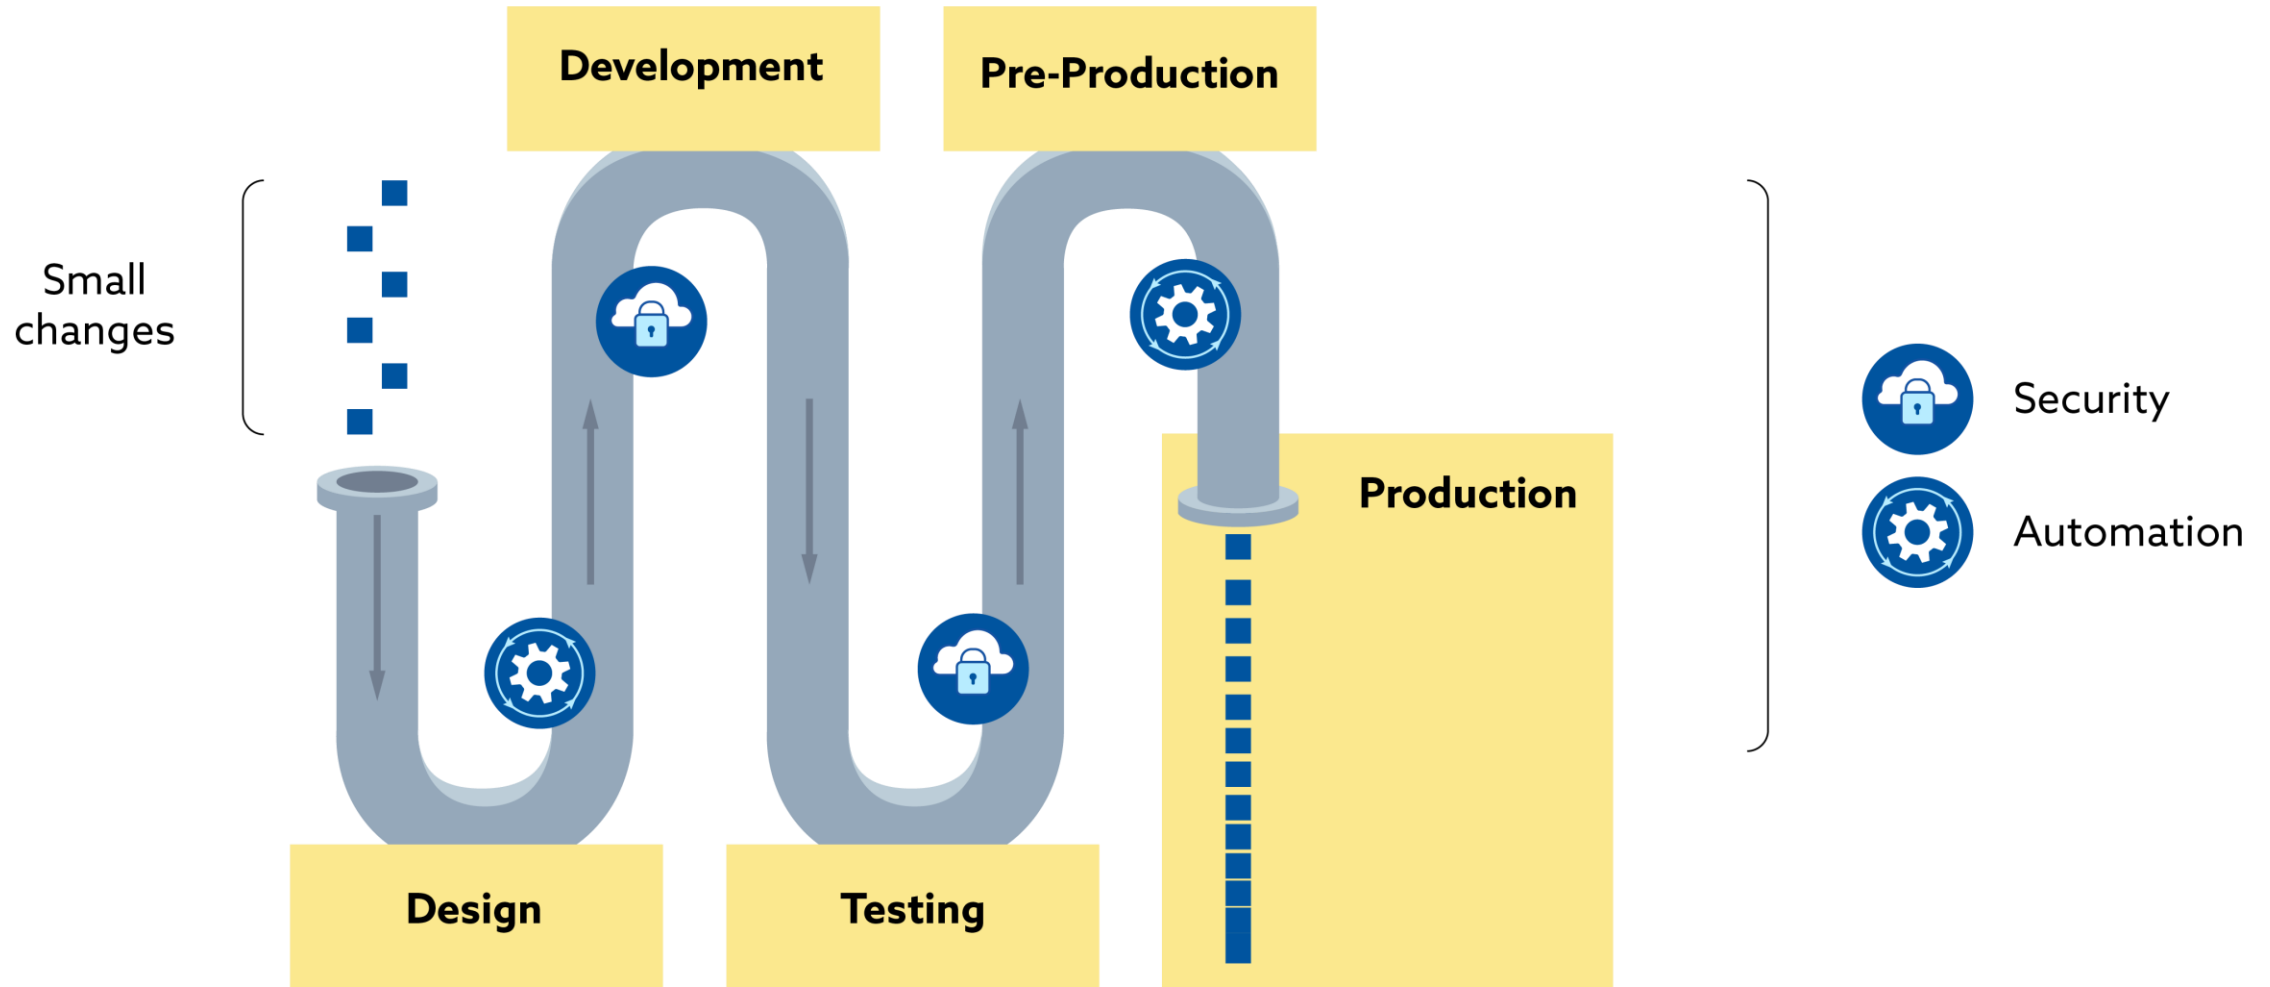 Development
Pre-Production
Small
changes
Security
Production
Automation
Design
Testing